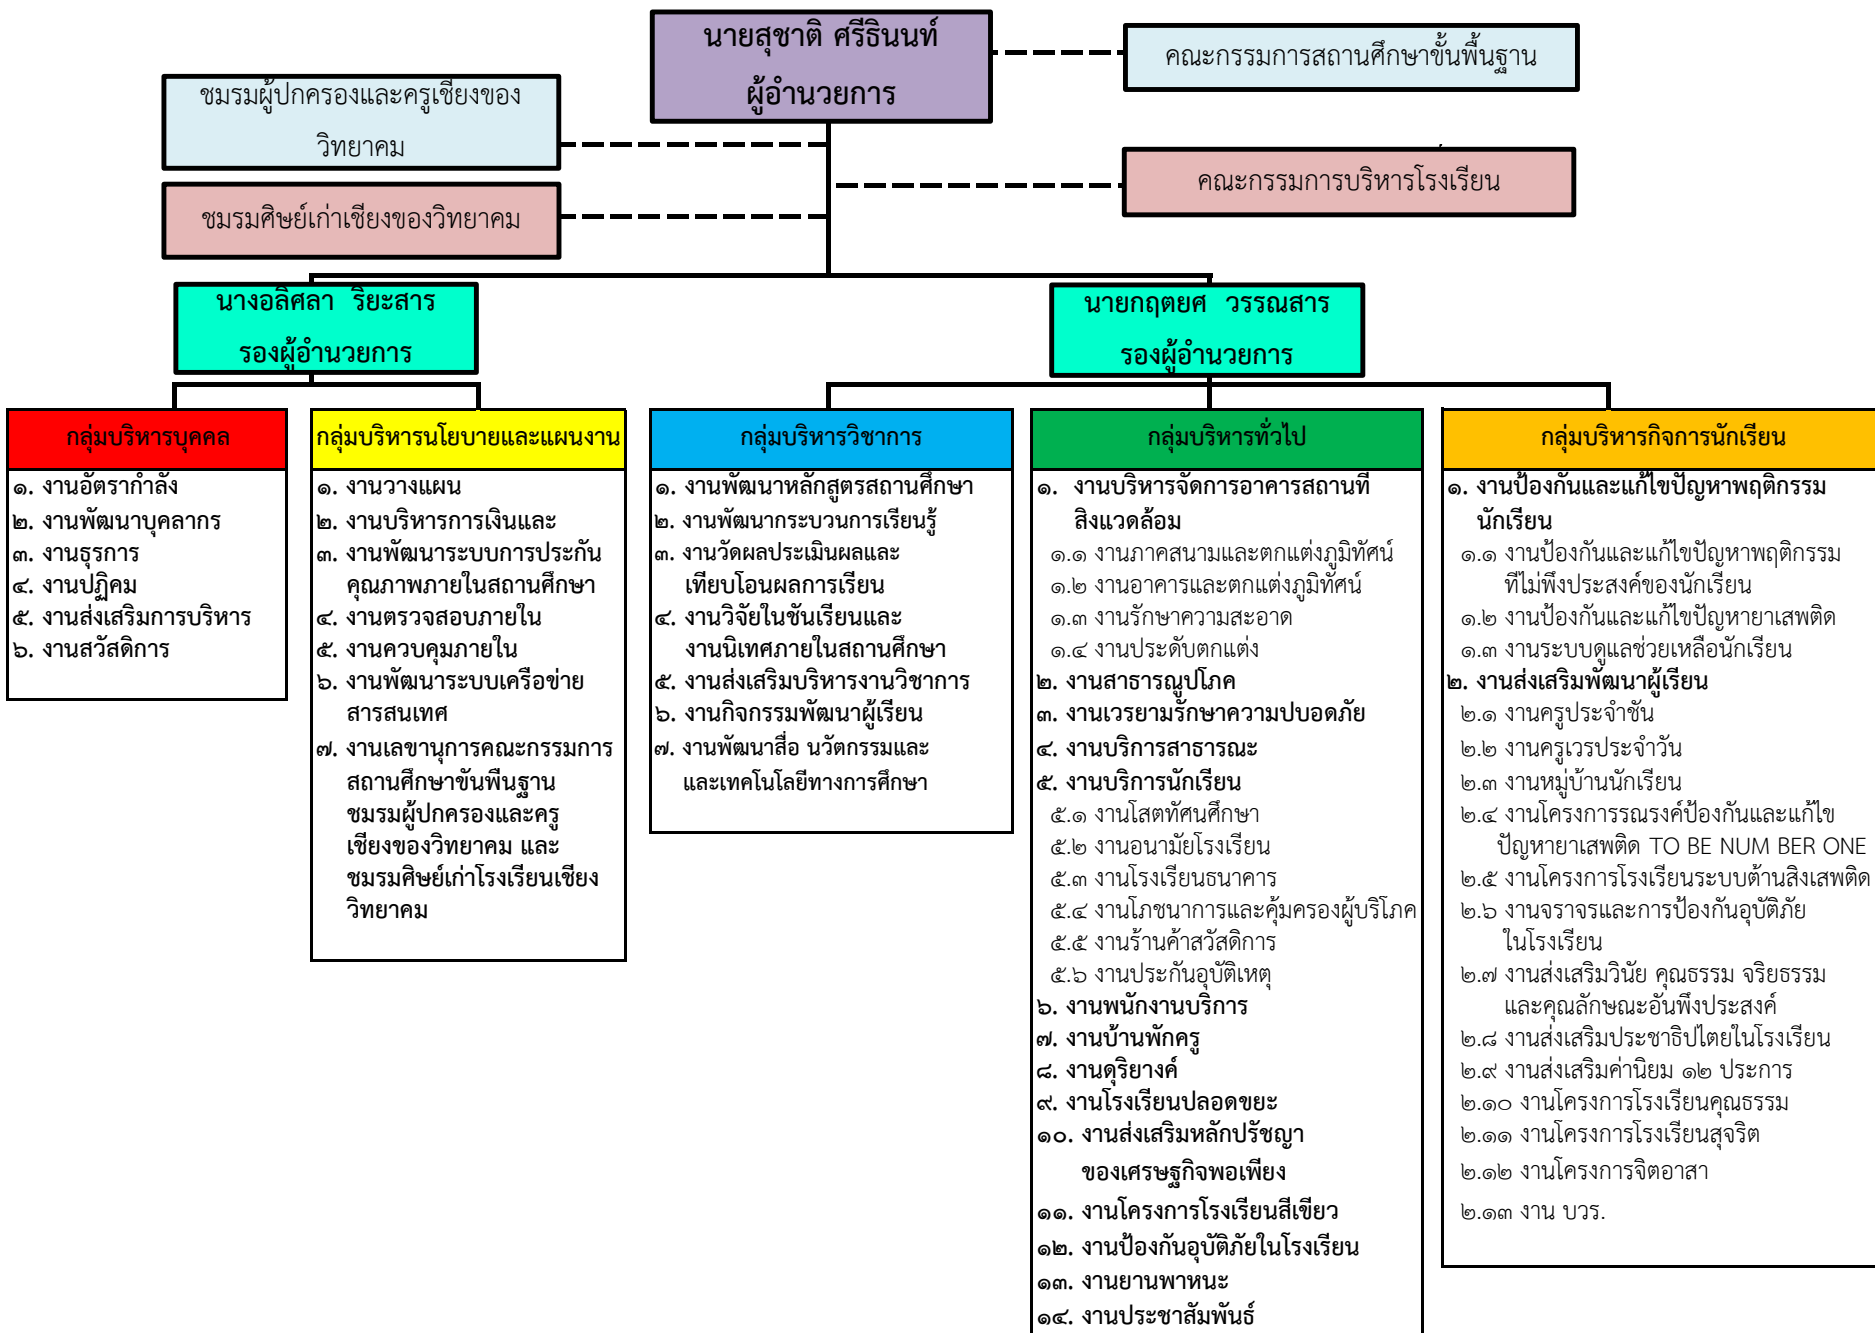 นายสุชาติ ศรีธินนท์
ผู้อำนวยการ
คณะกรรมการสถานศึกษาขั้นพื้นฐาน
ชมรมผู้ปกครองและครูเชียงของ
วิทยาคม
คณะกรรมการบริหารโรงเรียน
ชมรมศิษย์เก่าเชียงของวิทยาคม
นางอลิศลา ริยะสาร
รองผู้อำนวยการ
นายกฤตยศ วรรณสาร
รองผู้อำนวยการ
กลุ่มบริหารบุคคล
๑. งานอัตรากำลัง
๒. งานพัฒนาบุคลากร
๓. งานธุรการ
๔. งานปฏิคม
๕. งานส่งเสริมการบริหาร
๖. งานสวัสดิการ
กลุ่มบริหารนโยบายและแผนงาน
๑. งานวางแผน
๒. งานบริหารการเงินและ
๓. งานพัฒนาระบบการประกัน
คุณภาพภายในสถานศึกษา
๔. งานตรวจสอบภายใน
๕. งานควบคุมภายใน
๖. งานพัฒนาระบบเครือข่าย
สารสนเทศ
๗. งานเลขานุการคณะกรรมการ
สถานศึกษาขันพืนฐาน
ชมรมผู้ปกครองและครู
เชียงของวิทยาคม และ
ชมรมศิษย์เก่าโรงเรียนเชียง
วิทยาคม
กลุ่มบริหารวิชาการ
๑. งานพัฒนาหลักสูตรสถานศึกษา
๒. งานพัฒนากระบวนการเรียนรู้
๓. งานวัดผลประเมินผลและ
เทียบโอนผลการเรียน
๔. งานวิจัยในชันเรียนและ
งานนิเทศภายในสถานศึกษา
๕. งานส่งเสริมบริหารงานวิชาการ
๖. งานกิจกรรมพัฒนาผู้เรียน
๗. งานพัฒนาสื่อ นวัตกรรมและ
และเทคโนโลยีทางการศึกษา
กลุ่มบริหารทั่วไป
๑. งานบริหารจัดการอาคารสถานที
สิงแวดล้อม
๑.๑ งานภาคสนามและตกแต่งภูมิทัศน์
๑.๒ งานอาคารและตกแต่งภูมิทัศน์
๑.๓ งานรักษาความสะอาด
๑.๔ งานประดับตกแต่ง
๒. งานสาธารณูปโภค
๓. งานเวรยามรักษาความปบอดภัย
๔. งานบริการสาธารณะ
๕. งานบริการนักเรียน
๕.๑ งานโสตทัศนศึกษา
๕.๒ งานอนามัยโรงเรียน
๕.๓ งานโรงเรียนธนาคาร
๕.๔ งานโภชนาการและคุ้มครองผู้บริโภค
๕.๕ งานร้านค้าสวัสดิการ
๕.๖ งานประกันอุบัติเหตุ
๖. งานพนักงานบริการ
๗. งานบ้านพักครู
๘. งานดุริยางค์
๙. งานโรงเรียนปลอดขยะ
๑๐. งานส่งเสริมหลักปรัชญา
ของเศรษฐกิจพอเพียง
๑๑. งานโครงการโรงเรียนสีเขียว
๑๒. งานป้องกันอุบัติภัยในโรงเรียน
๑๓. งานยานพาหนะ
๑๔. งานประชาสัมพันธ์
กลุ่มบริหารกิจการนักเรียน
๑. งานป้องกันและแก้ไขปัญหาพฤติกรรม
นักเรียน
๑.๑ งานป้องกันและแก้ไขปัญหาพฤติกรรม
ทีไม่พึงประสงค์ของนักเรียน
๑.๒ งานป้องกันและแก้ไขปัญหายาเสพติด
๑.๓ งานระบบดูแลช่วยเหลือนักเรียน
๒. งานส่งเสริมพัฒนาผู้เรียน
๒.๑ งานครูประจำชัน
๒.๒ งานครูเวรประจำวัน
๒.๓ งานหมู่บ้านนักเรียน
๒.๔ งานโครงการรณรงค์ป้องกันและแก้ไข
ปัญหายาเสพติด TO BE NUM BER ONE
๒.๕ งานโครงการโรงเรียนระบบต้านสิงเสพติด
๒.๖ งานจราจรและการป้องกันอุบัติภัย
ในโรงเรียน
๒.๗ งานส่งเสริมวินัย คุณธรรม จริยธรรม
และคุณลักษณะอันพึงประสงค์
๒.๘ งานส่งเสริมประชาธิปไตยในโรงเรียน
๒.๙ งานส่งเสริมค่านิยม ๑๒ ประการ
๒.๑๐ งานโครงการโรงเรียนคุณธรรม
๒.๑๑ งานโครงการโรงเรียนสุจริต
๒.๑๒ งานโครงการจิตอาสา
๒.๑๓ งาน บวร.